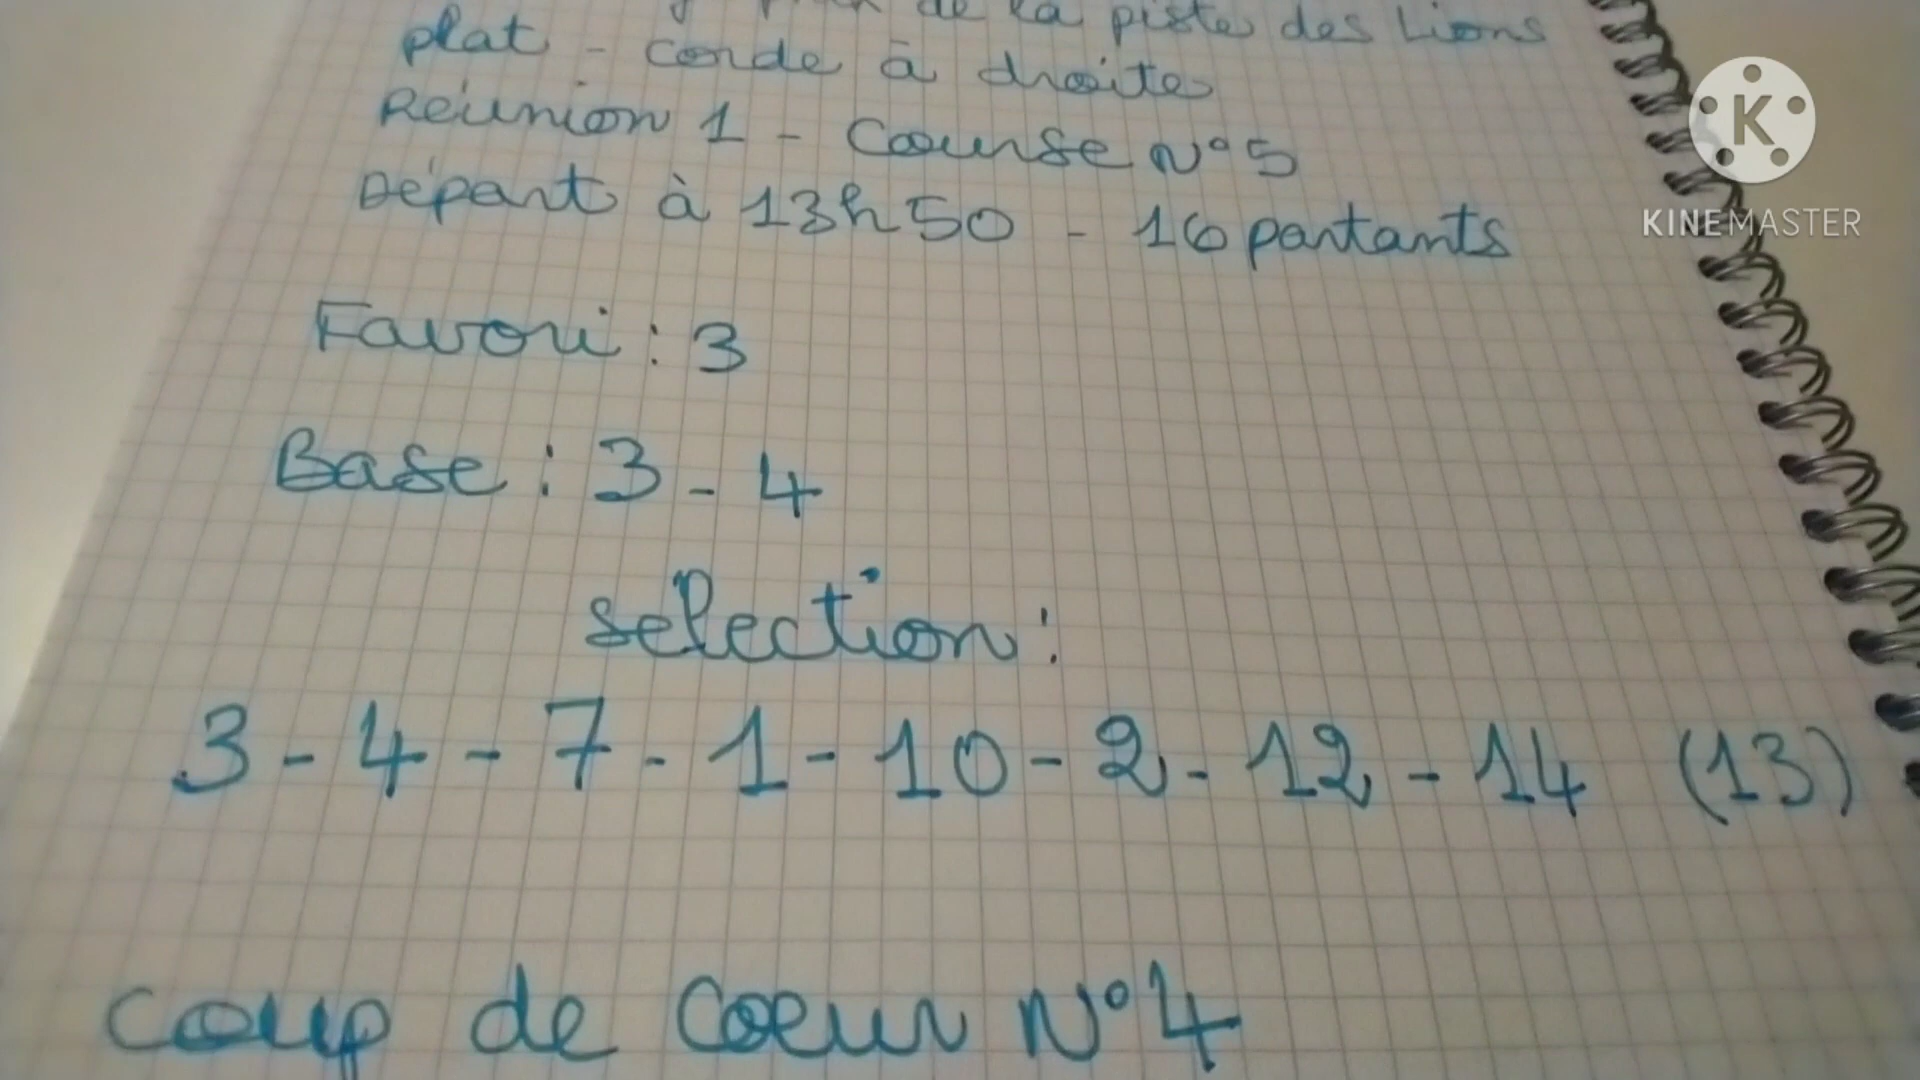 de la piste des Lions
plat - corde à droite
Réunion 1 - Course N°5
Départ à 13h50 - 16 partants
Favori : 3
Base : 3 - 4
selection :
3 - 4 - 7 - 1 - 10 - 2 - 12 - 14 (13)
coup de Coeur N°4
K
KINEMASTER